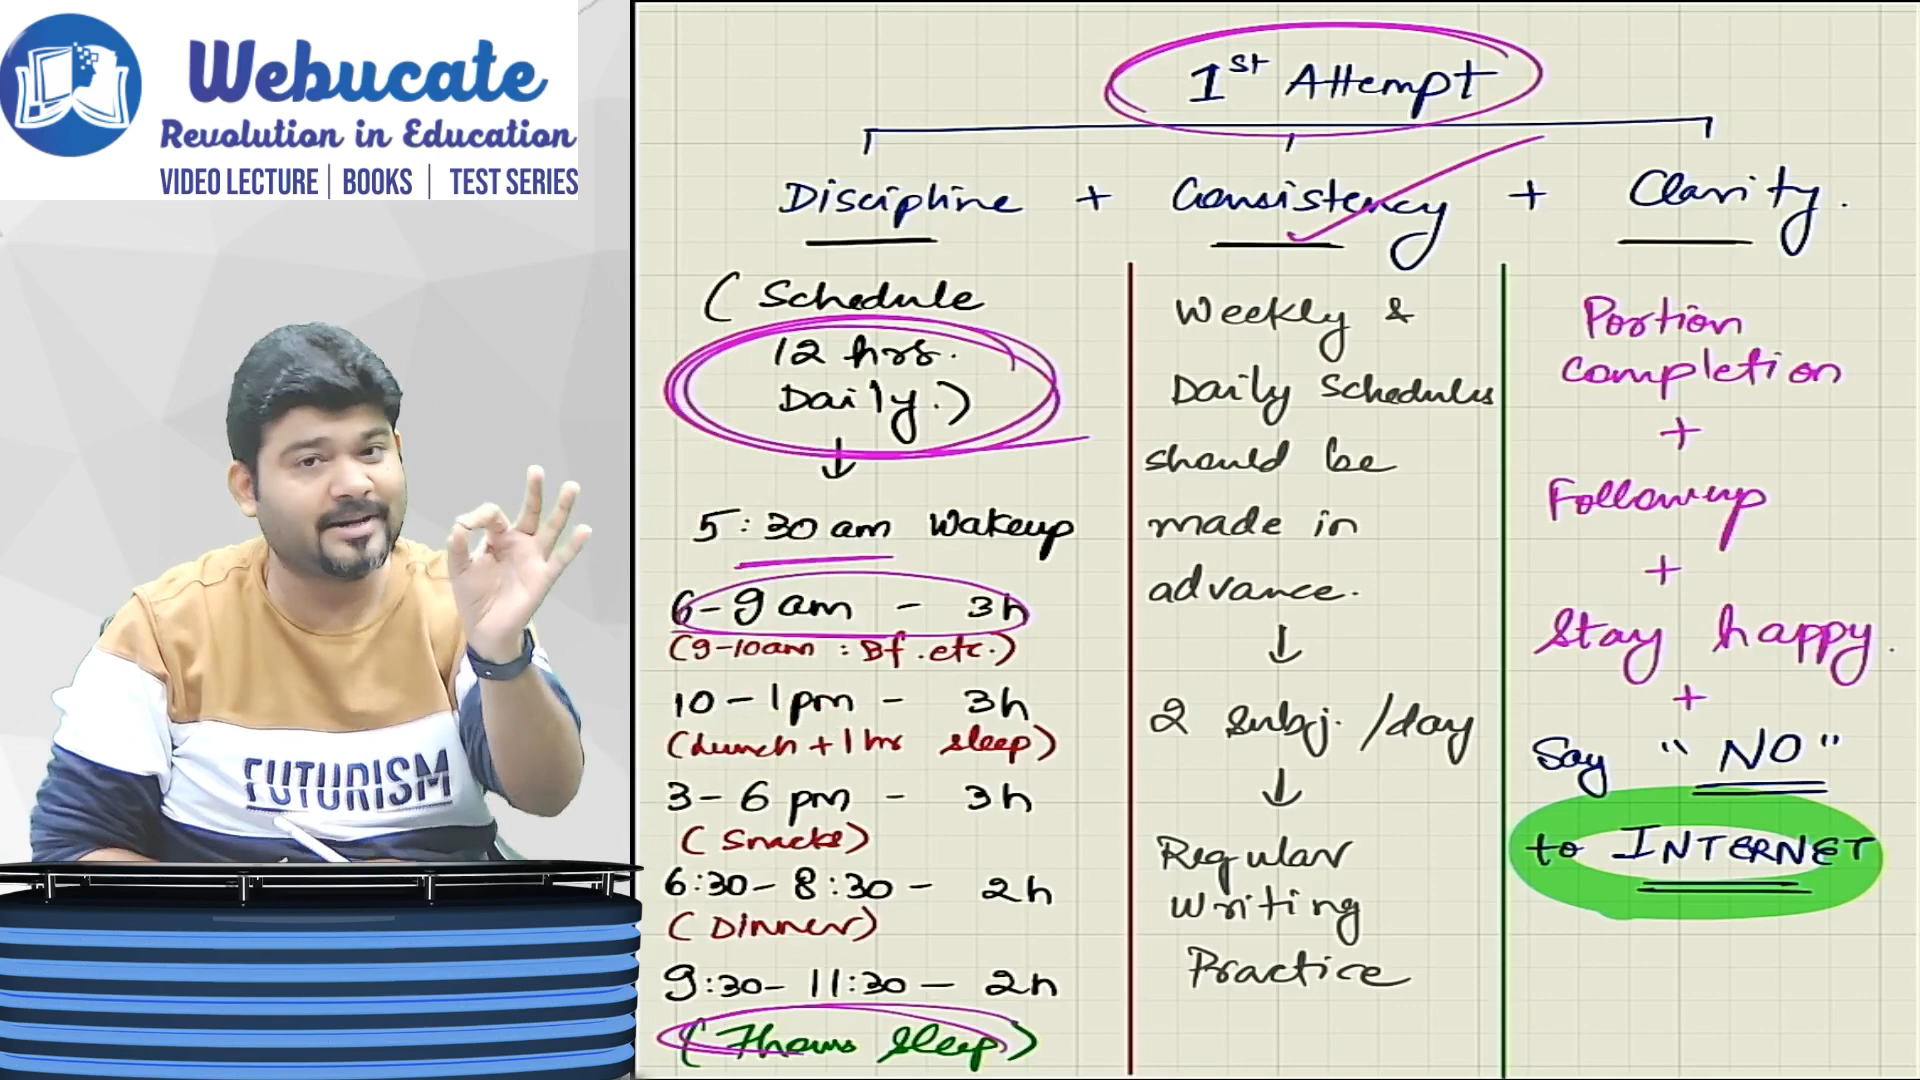 Webucate
Revolution in Education
VIDEO LECTURE | BOOKS | TEST SERIES
FUTURISM
1st Attempt
Discipline + Consistency + Clarity.
(Schedule
12 hrs.
Daily.)
↓
5:30 am Wakeup
6-9 am - 3h
(9-10am : Bf. etc.)
10-1pm - 3h
(Lunch + 1 hr sleep)
3-6 pm - 3h
(Snacks)
6:30-8:30 - 2h
(Dinner)
9:30-11:30 - 2h
(7hours sleep)
Weekly &
Daily Schedules
should be
made in
advance.
↓
2 subj. /day
↓
Regular
Writing
Practice
Portion
completion
+
Followup
+
Stay happy.
+
Say "NO"
to INTERNET